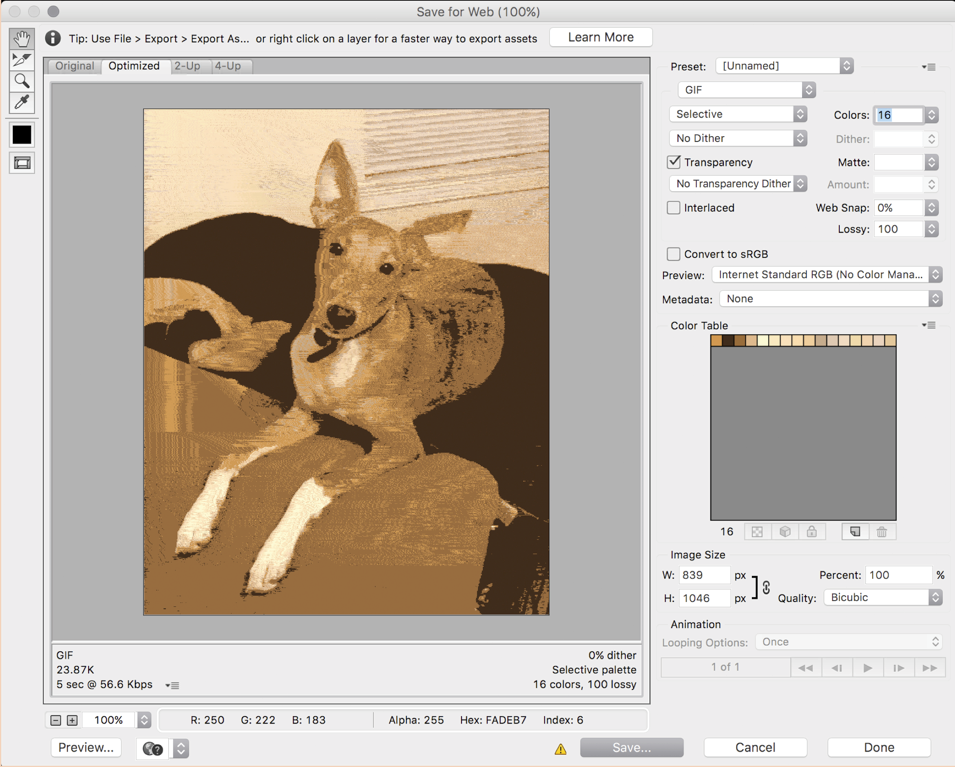 Save for Web (100%)
Tip: Use File > Export > Export As... or right click on a layer for a faster way to export assets
Learn More
Original
Optimized
2-Up
4-Up
Preset:
[Unnamed]
GIF
Selective
Colors:
16
No Dither
Dither:
Transparency
Matte:
No Transparency Dither
Amount:
Interlaced
Web Snap:
0%
Lossy:
100
Convert to sRGB
Preview:
Internet Standard RGB (No Color Mana...
Metadata:
None
Color Table
16
Image Size
W:
839
px
Percent:
100
%
H:
1046
px
Quality:
Bicubic
Animation
Looping Options:
Once
1 of 1
GIF
0% dither
23.87K
Selective palette
5 sec @ 56.6 Kbps
16 colors, 100 lossy
100%
R: 250
G: 222
B: 183
Alpha: 255
Hex: FADEB7
Index: 6
Preview...
?
Save...
Cancel
Done